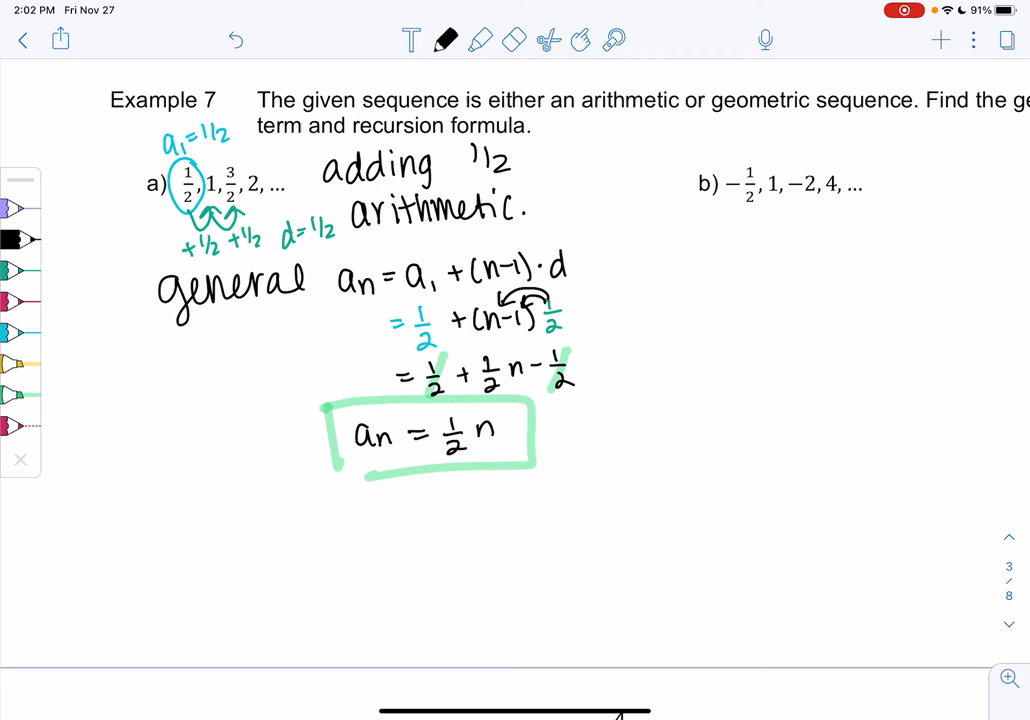 2:02 PM Fri Nov 27
91%
T
Example 7 The given sequence is either an arithmetic or geometric sequence. Find the ge
term and recursion formula.
a₁ = 1/2
a) 1/2, 1, 3/2, 2, ...
adding 1/2
b) −1/2, 1, −2, 4, ...
arithmetic.
+1/2 +1/2 d = 1/2
general an = a₁ + (n-1)·d
= 1/2 + (n-1) 1/2
= 1/2 + 1/2 n - 1/2
an = 1/2 n
3
/
8